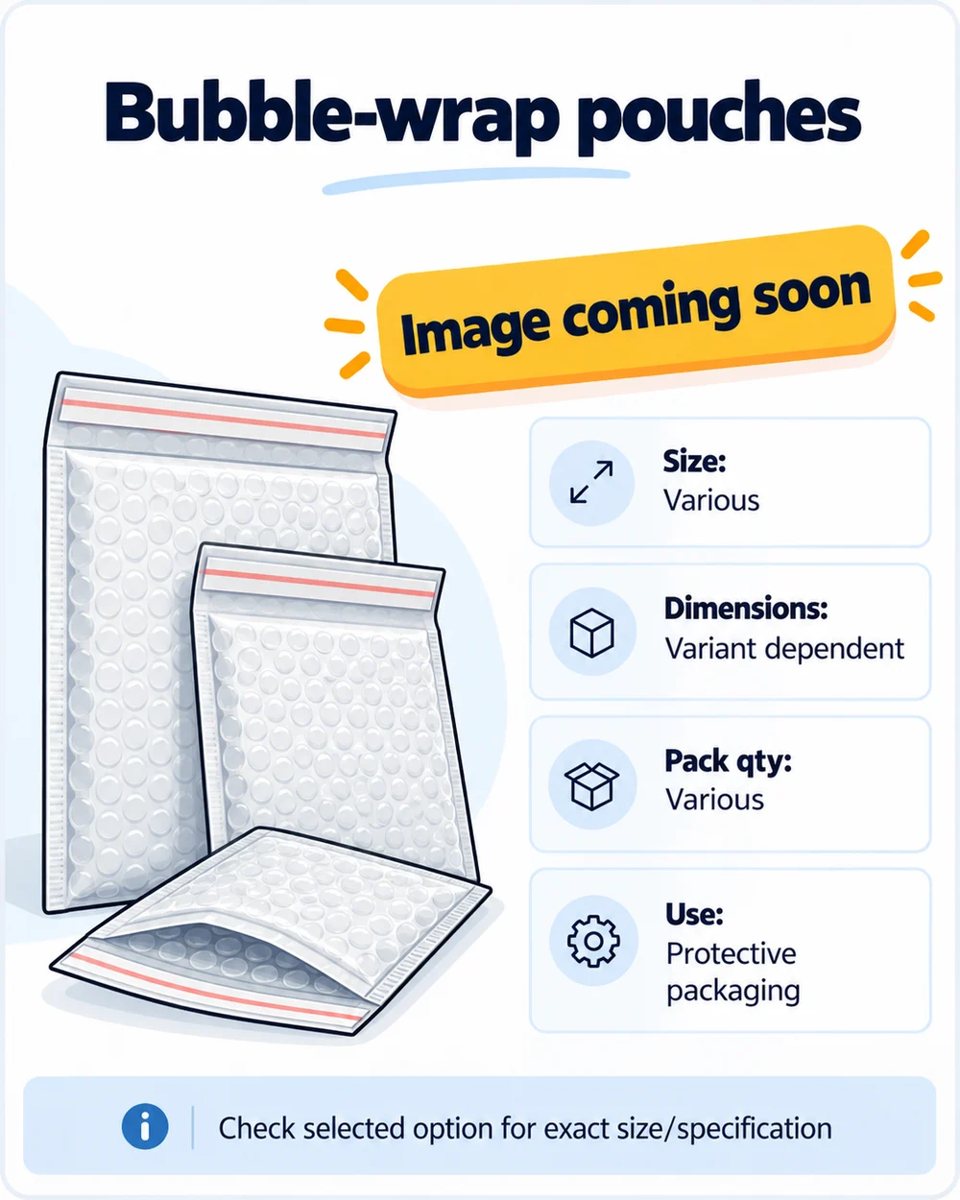 Bubble-wrap pouches
Image coming soon
Size:
Various
Dimensions:
Variant dependent
Pack qty:
Various
Use:
Protective
packaging
Check selected option for exact size/specification